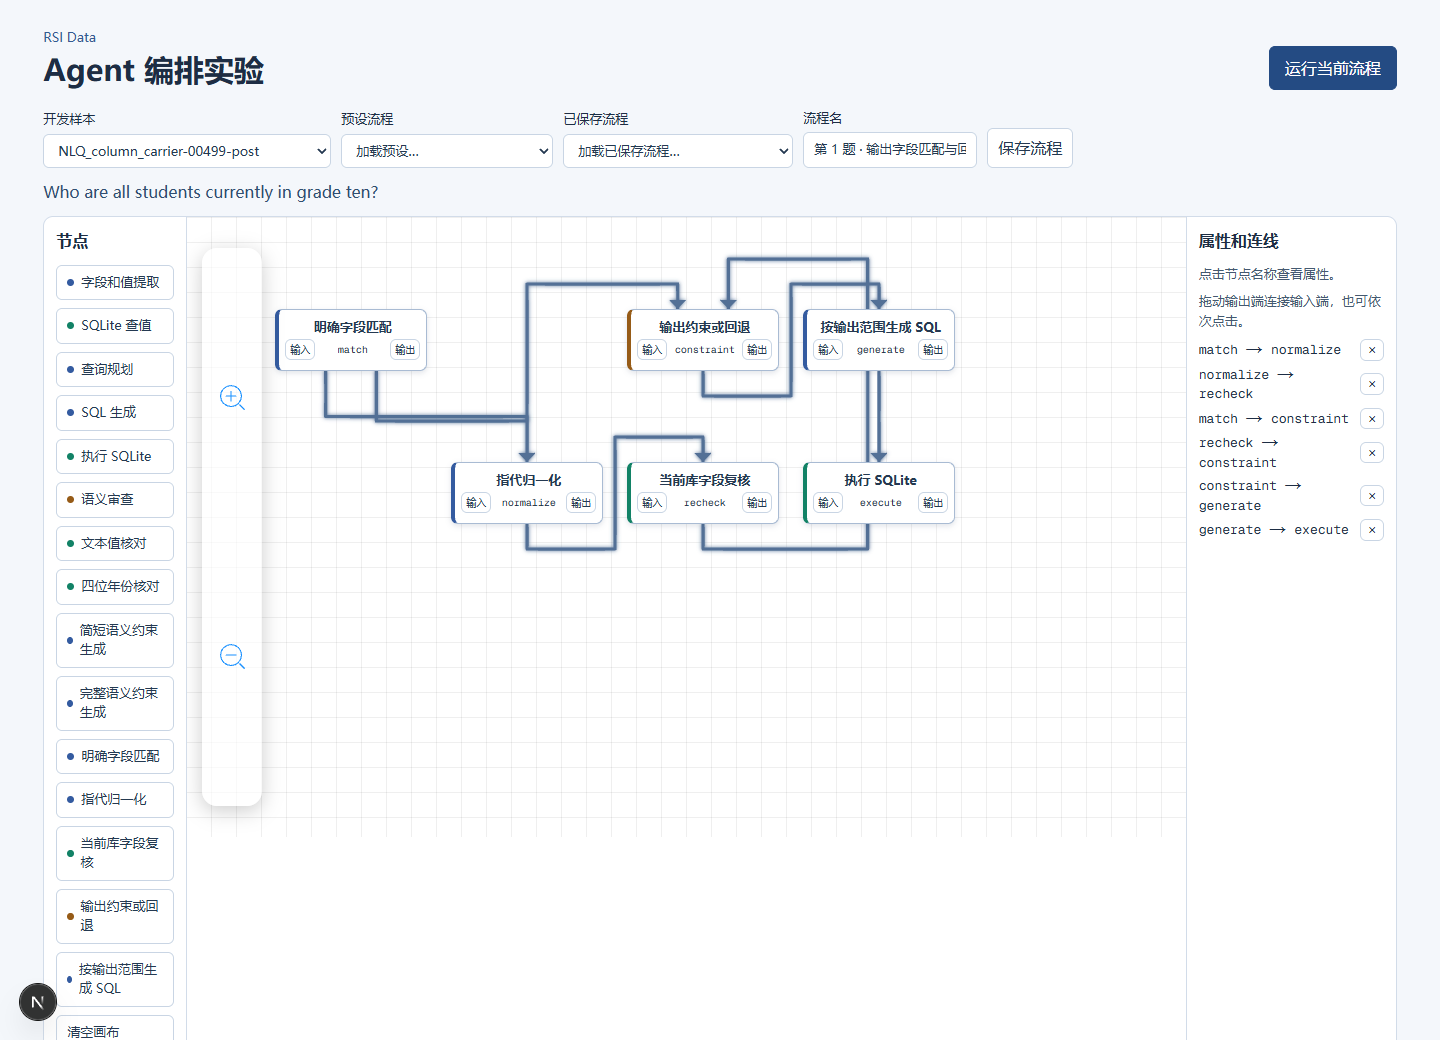 RSI Data
Agent 编排实验
运行当前流程
开发样本
预设流程
已保存流程
流程名
NLQ_column_carrier-00499-post
加载预设...
加载已保存流程...
第 1 题 · 输出字段匹配与回
保存流程
Who are all students currently in grade ten?
节点
字段和值提取
SQLite 查值
查询规划
SQL 生成
执行 SQLite
语义审查
文本值核对
四位年份核对
简短语义约束
生成
完整语义约束
生成
明确字段匹配
指代归一化
当前库字段复
核
输出约束或回
退
按输出范围生
成 SQL
清空画布
N
明确字段匹配
输入 match 输出
输出约束或回退
输入 constraint 输出
按输出范围生成 SQL
输入 generate 输出
指代归一化
输入 normalize 输出
当前库字段复核
输入 recheck 输出
执行 SQLite
输入 execute 输出
属性和连线
点击节点名称查看属性。
拖动输出端连接输入端，也可依
次点击。
match → normalize ×
normalize →
recheck ×
match → constraint ×
recheck →
constraint ×
constraint →
generate ×
generate → execute ×